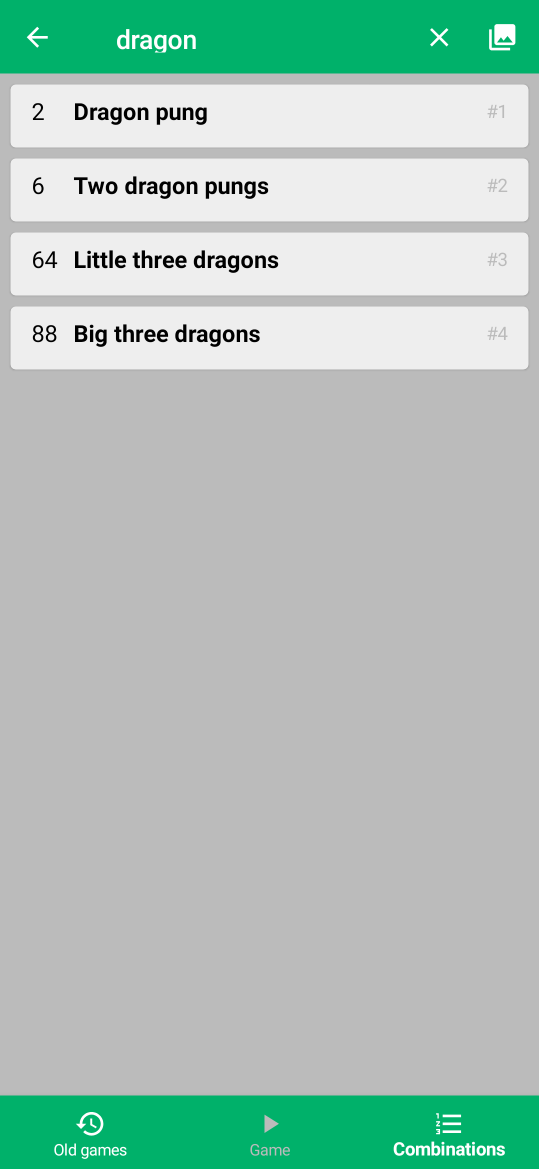 dragon
2 Dragon pung #1
6 Two dragon pungs #2
64 Little three dragons #3
88 Big three dragons #4
Old games Game Combinations